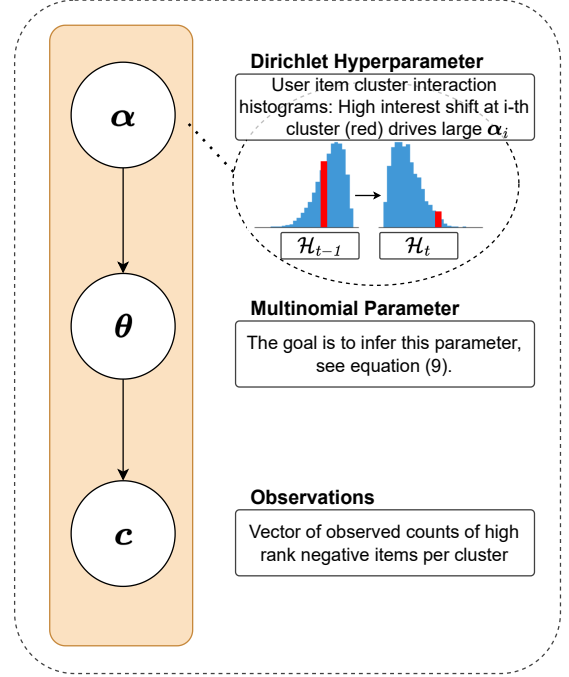 α
Dirichlet Hyperparameter
User item cluster interaction
histograms: High interest shift at i-th
cluster (red) drives large α_i
H_{t-1}
H_t
θ
Multinomial Parameter
The goal is to infer this parameter,
see equation (9).
c
Observations
Vector of observed counts of high
rank negative items per cluster